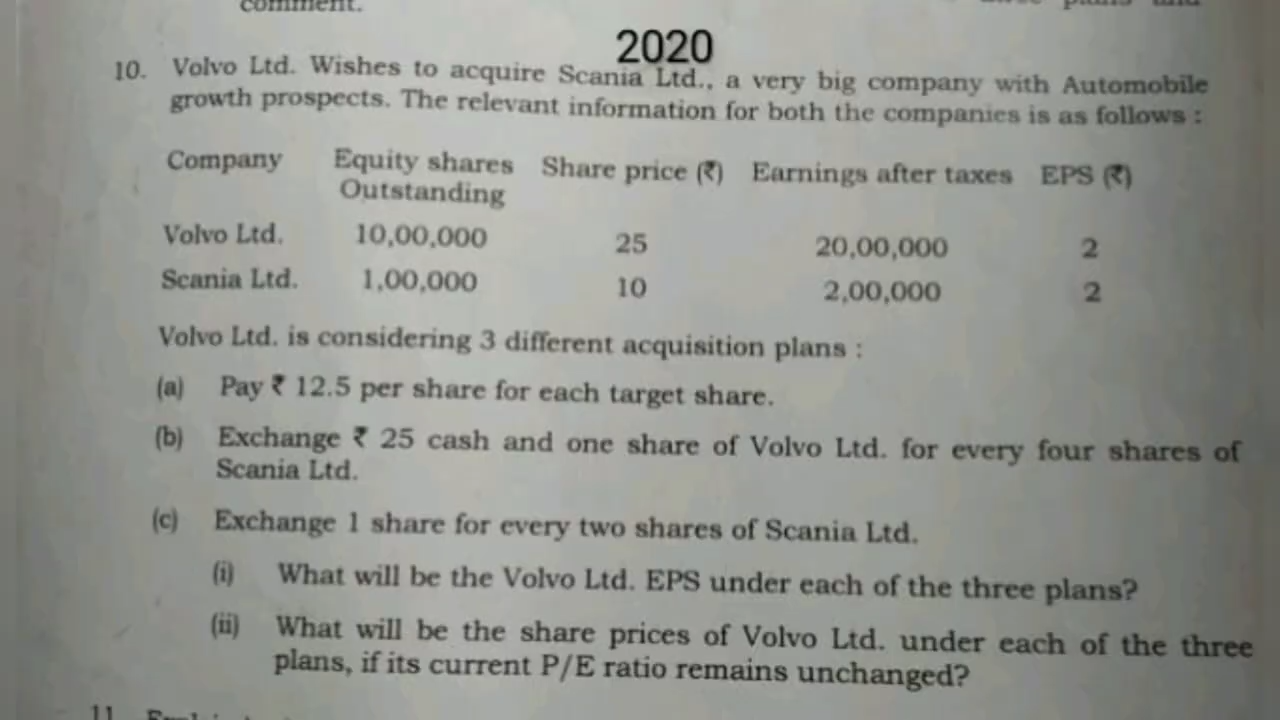 comment.
2020
10. Volvo Ltd. Wishes to acquire Scania Ltd., a very big company with Automobile
growth prospects. The relevant information for both the companies is as follows :
Company Equity shares Share price (₹) Earnings after taxes EPS (₹)
Outstanding
Volvo Ltd. 10,00,000 25 20,00,000 2
Scania Ltd. 1,00,000 10 2,00,000 2
Volvo Ltd. is considering 3 different acquisition plans :
(a) Pay ₹ 12.5 per share for each target share.
(b) Exchange ₹ 25 cash and one share of Volvo Ltd. for every four shares of
Scania Ltd.
(c) Exchange 1 share for every two shares of Scania Ltd.
(i) What will be the Volvo Ltd. EPS under each of the three plans?
(ii) What will be the share prices of Volvo Ltd. under each of the three
plans, if its current P/E ratio remains unchanged?
11.